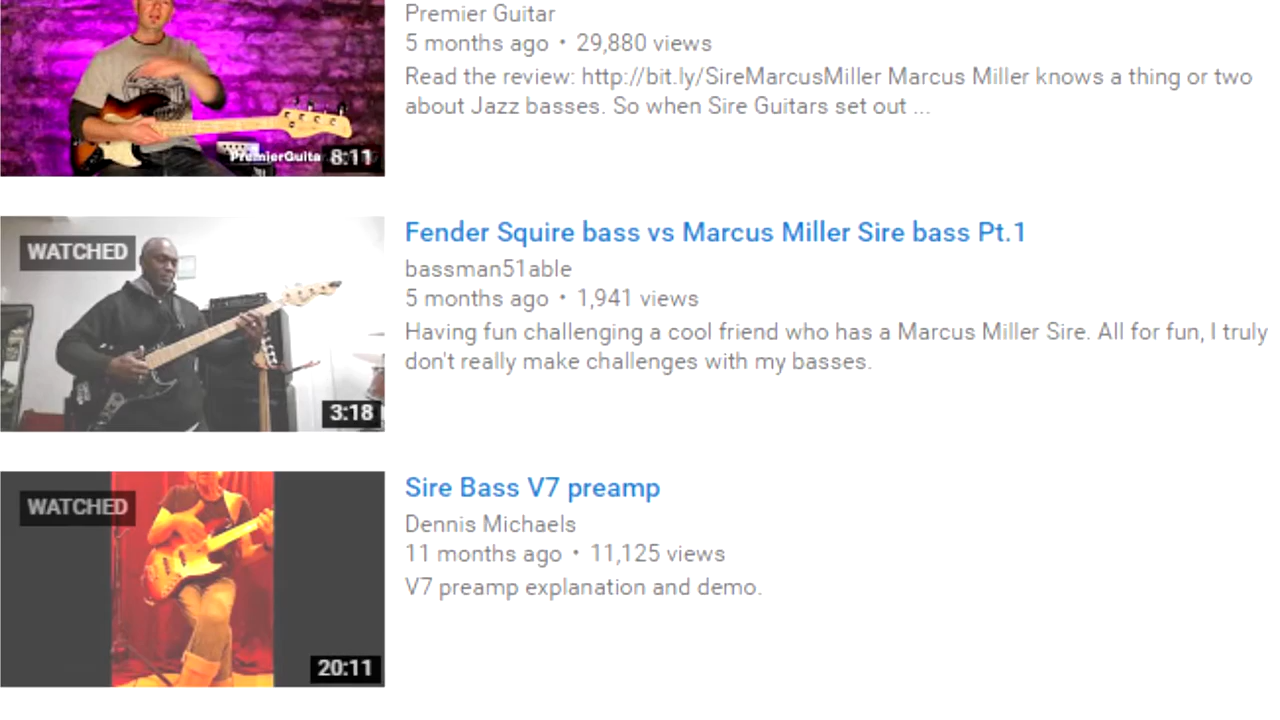 Premier Guitar
5 months ago • 29,880 views
Read the review: http://bit.ly/SireMarcusMiller Marcus Miller knows a thing or two
about Jazz basses. So when Sire Guitars set out ...
PremierGuita
8:11
WATCHED
Fender Squire bass vs Marcus Miller Sire bass Pt.1
bassman51able
5 months ago • 1,941 views
Having fun challenging a cool friend who has a Marcus Miller Sire. All for fun, I truly
don't really make challenges with my basses.
3:18
WATCHED
Sire Bass V7 preamp
Dennis Michaels
11 months ago • 11,125 views
V7 preamp explanation and demo.
20:11